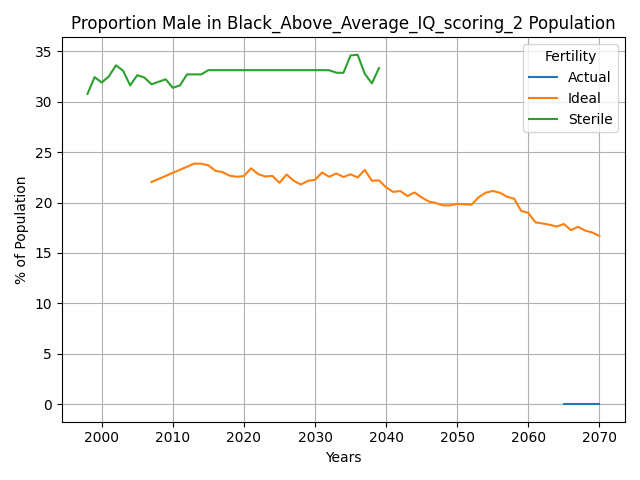 Proportion Male in Black_Above_Average_IQ_scoring_2 Population
% of Population
35
30
25
20
15
10
5
0
Fertility
Actual
Ideal
Sterile
2000 2010 2020 2030 2040 2050 2060 2070
Years